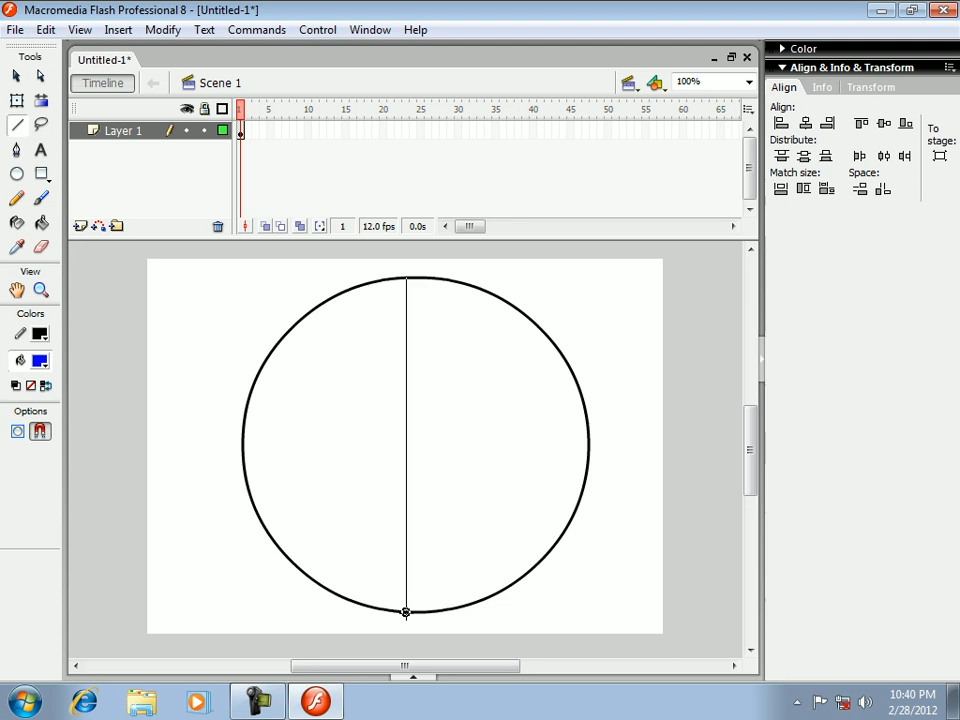 Macromedia Flash Professional 8 - [Untitled-1*]
File Edit View Insert Modify Text Commands Control Window Help
Tools
View
Colors
Options
Untitled-1*
Timeline
Scene 1
100%
1 5 10 15 20 25 30 35 40 45 50 55 60 65
Layer 1
1 12.0 fps 0.0s
Color
Align & Info & Transform
Align Info Transform
Align:
To stage:
Distribute:
Match size: Space:
10:40 PM
2/28/2012